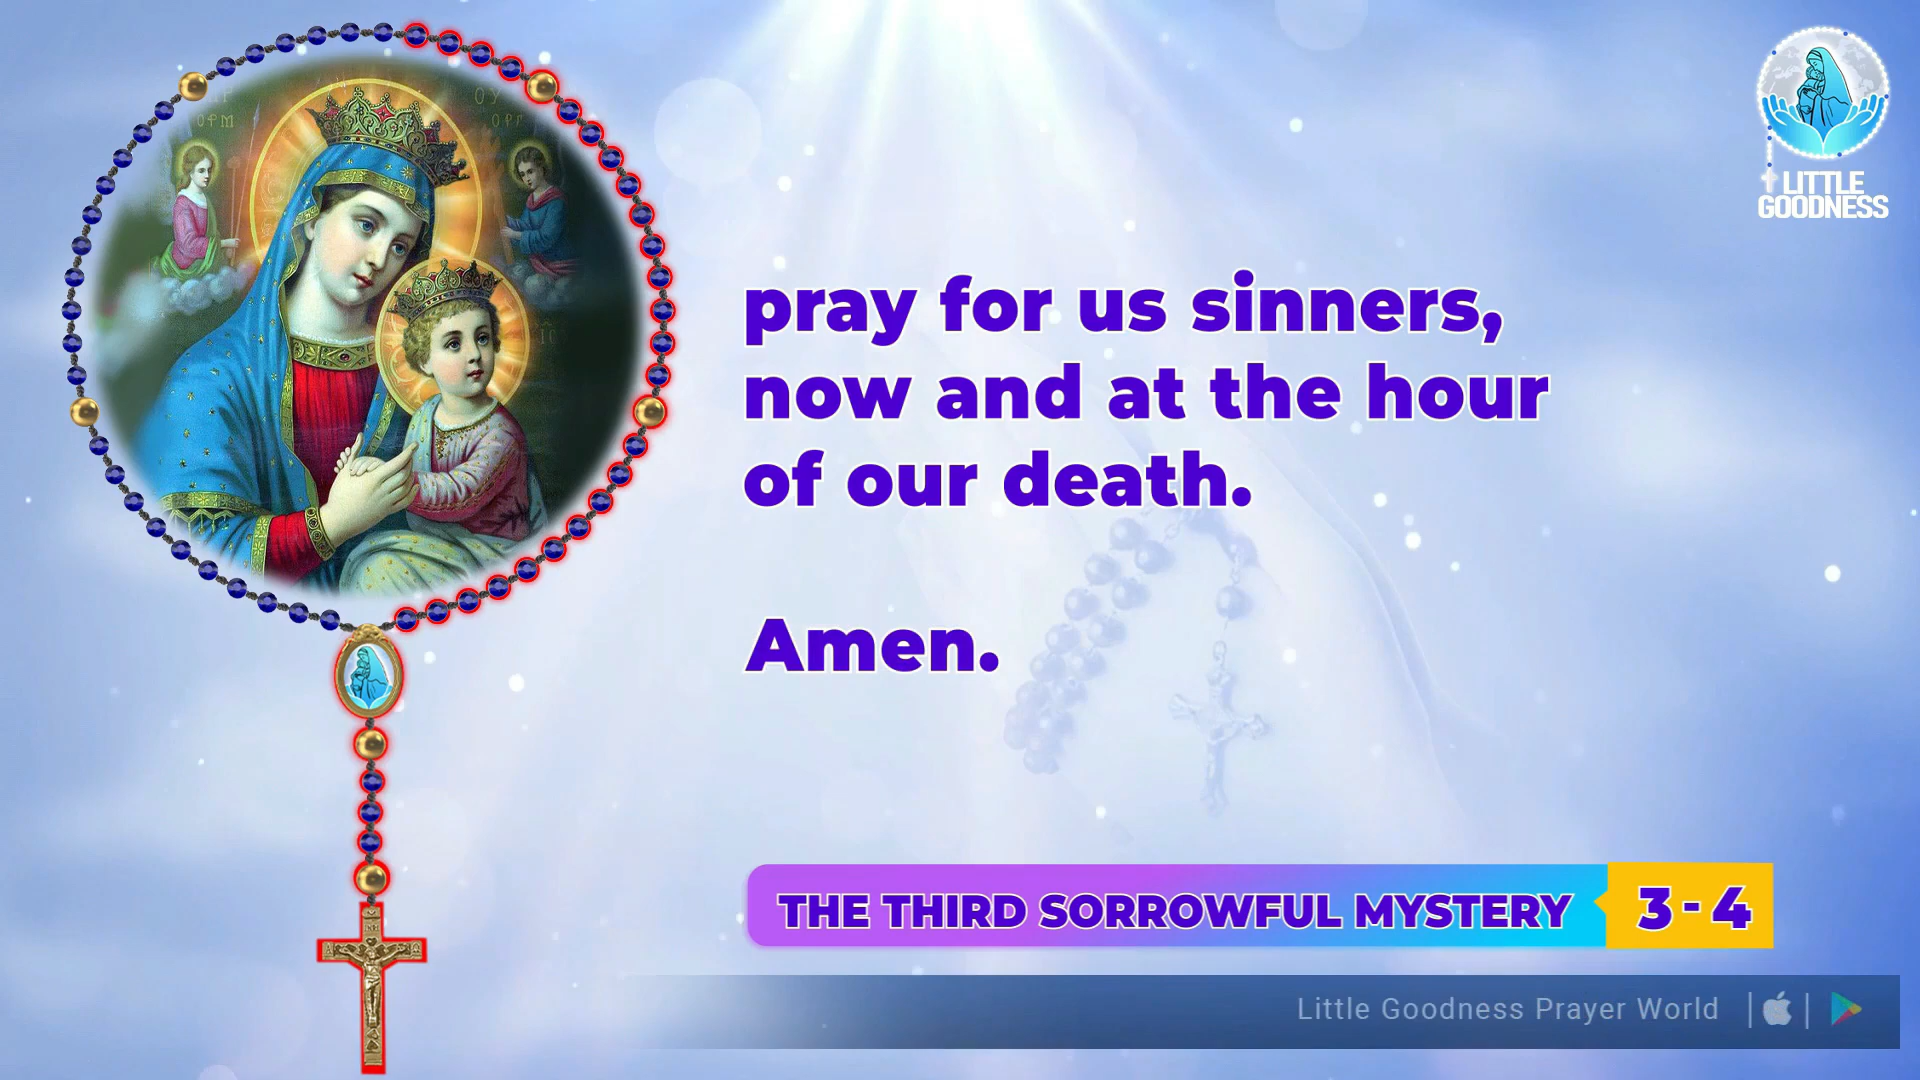 LITTLE
GOODNESS
pray for us sinners,
now and at the hour
of our death.
Amen.
THE THIRD SORROWFUL MYSTERY 3 - 4
Little Goodness Prayer World
INRI